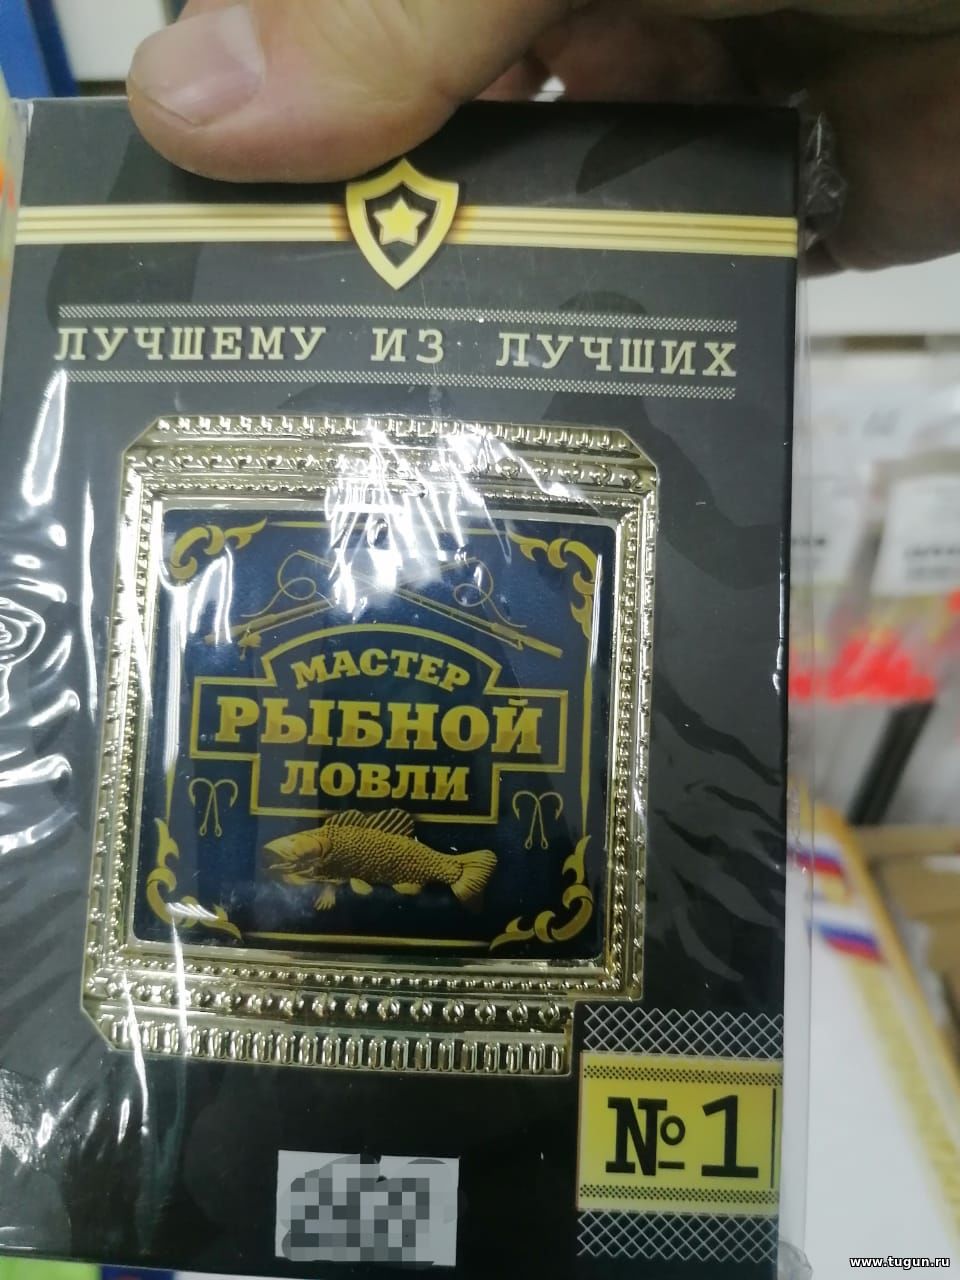 ЛУЧШЕМУ ИЗ ЛУЧШИХ
МАСТЕР
РЫБНОЙ
ЛОВЛИ
№1
www.tugun.ru